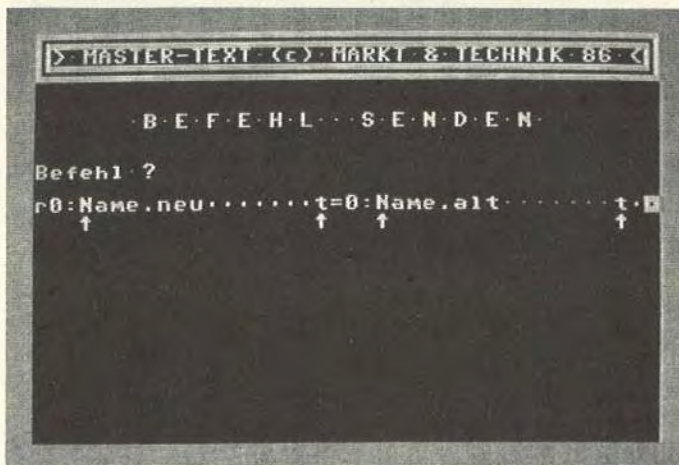 > MASTER-TEXT (c) MARKT & TECHNIK 86 <
·B·E·F·E·H·L···S·E·N·D·E·N·
Befehl·?
r0:Name.neu·······t=0:Name.alt·······t·
↑ ↑ ↑ ↑